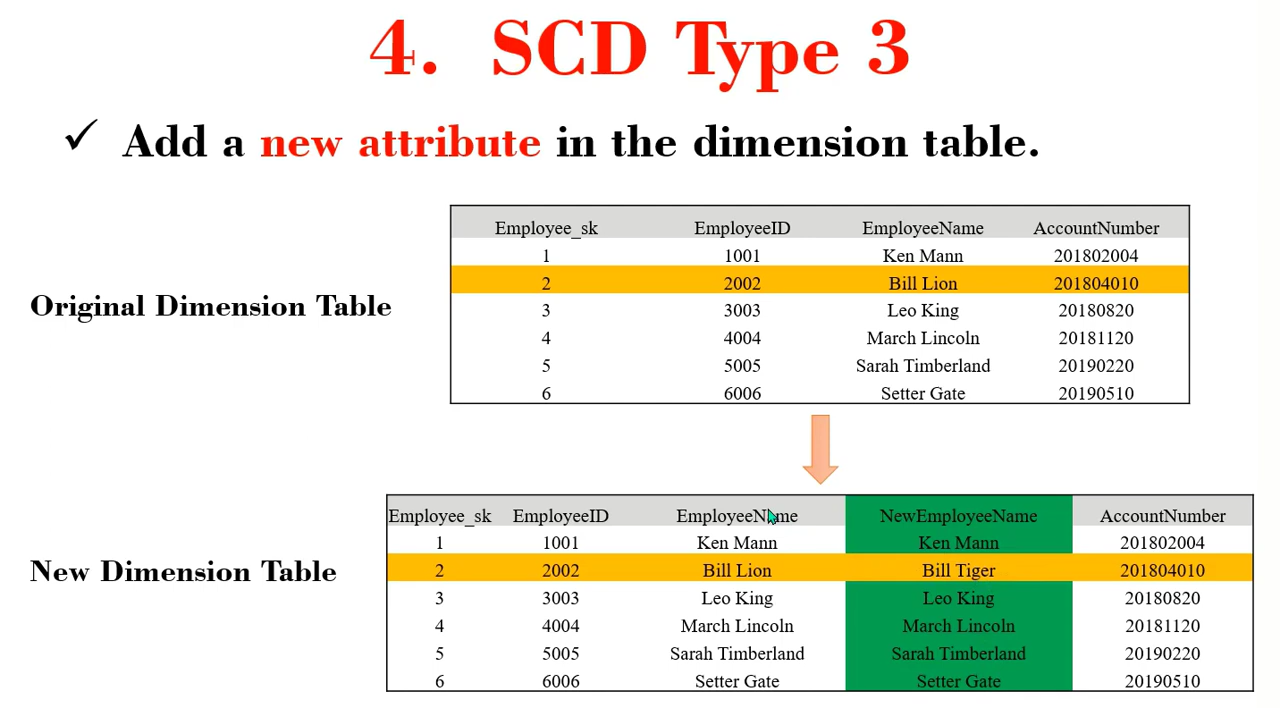 4. SCD Type 3
✓ Add a new attribute in the dimension table.
Original Dimension Table
Employee_sk EmployeeID EmployeeName AccountNumber
1 1001 Ken Mann 201802004
2 2002 Bill Lion 201804010
3 3003 Leo King 20180820
4 4004 March Lincoln 20181120
5 5005 Sarah Timberland 20190220
6 6006 Setter Gate 20190510
New Dimension Table
Employee_sk EmployeeID EmployeeName NewEmployeeName AccountNumber
1 1001 Ken Mann Ken Mann 201802004
2 2002 Bill Lion Bill Tiger 201804010
3 3003 Leo King Leo King 20180820
4 4004 March Lincoln March Lincoln 20181120
5 5005 Sarah Timberland Sarah Timberland 20190220
6 6006 Setter Gate Setter Gate 20190510